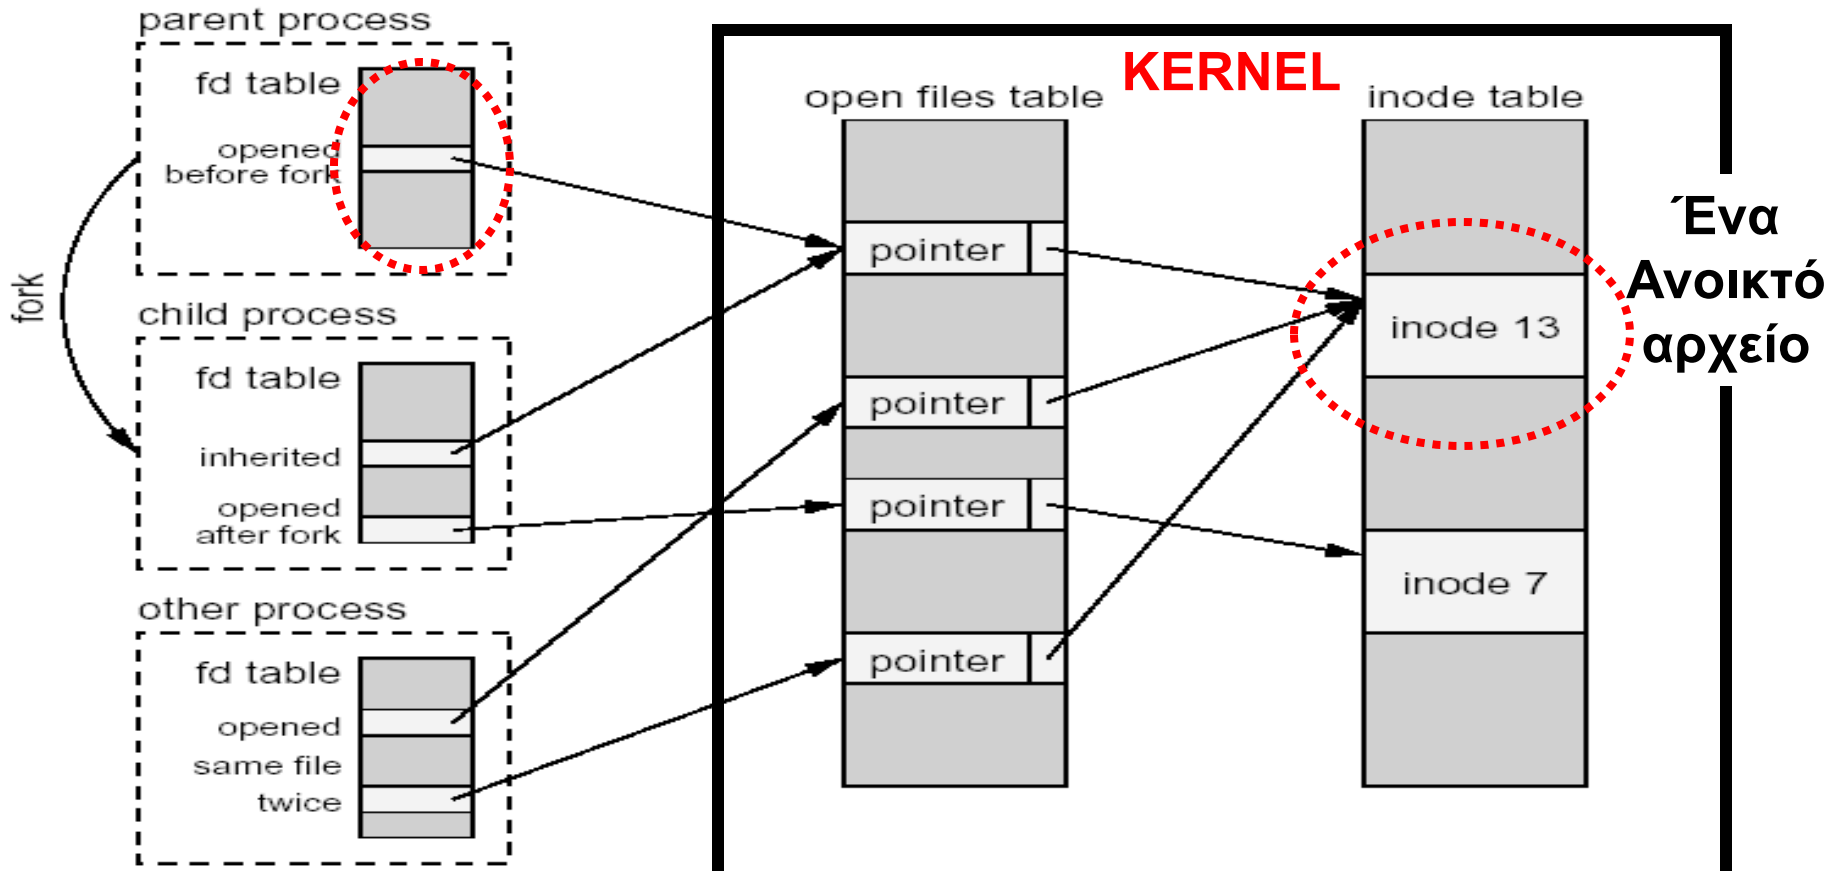 parent process
fd table
opened
before fork
fork
child process
fd table
inherited
opened
after fork
other process
fd table
opened
same file
twice
KERNEL
open files table
pointer
pointer
pointer
pointer
inode table
inode 13
inode 7
Ένα
Ανοικτό
αρχείο